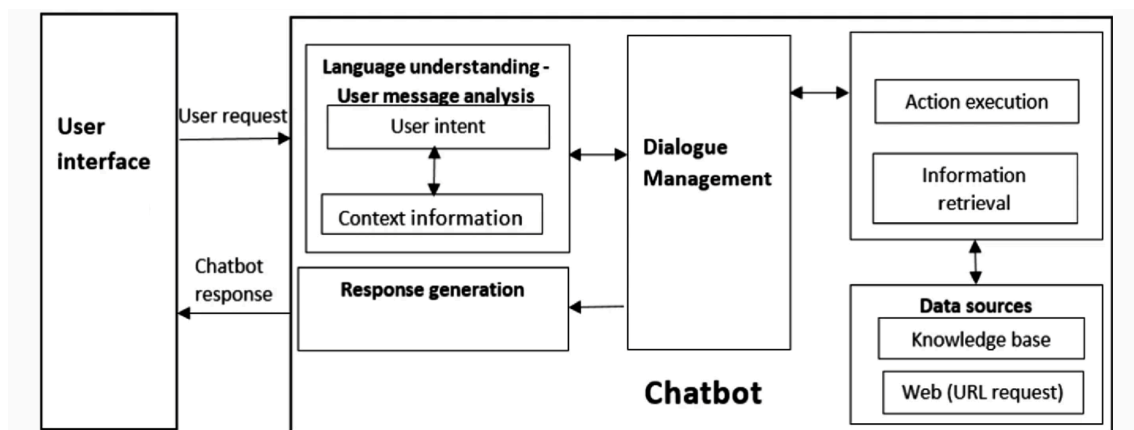 User
interface
User request
Chatbot
response
Language understanding -
User message analysis
User intent
Context information
Response generation
Dialogue
Management
Action execution
Information
retrieval
Data sources
Knowledge base
Web (URL request)
Chatbot